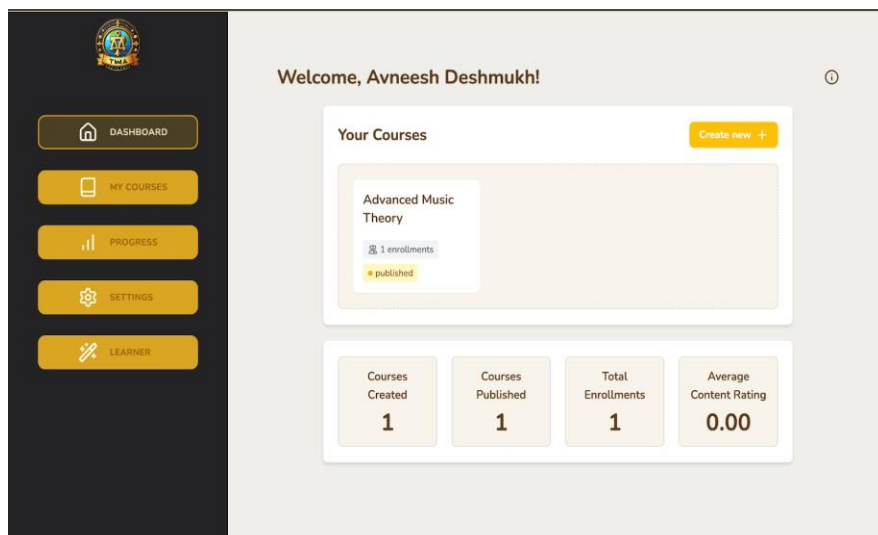 TWA
Welcome, Avneesh Deshmukh!
DASHBOARD
MY COURSES
PROGRESS
SETTINGS
LEARNER
Your Courses
Create new +
Advanced Music
Theory
1 enrollments
published
Courses
Created
1
Courses
Published
1
Total
Enrollments
1
Average
Content Rating
0.00